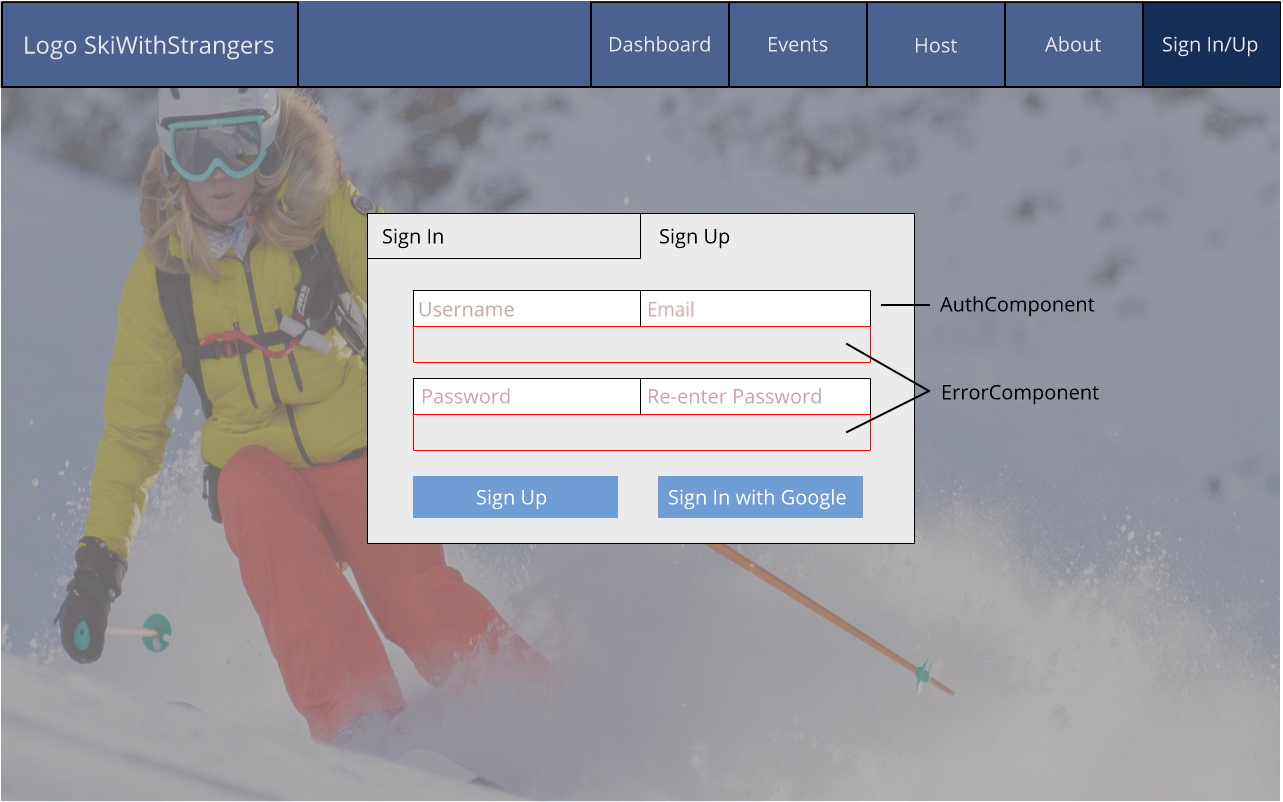 Logo SkiWithStrangers
Dashboard
Events
Host
About
Sign In/Up
Sign In
Sign Up
Username
Email
AuthComponent
Password
Re-enter Password
ErrorComponent
Sign Up
Sign In with Google